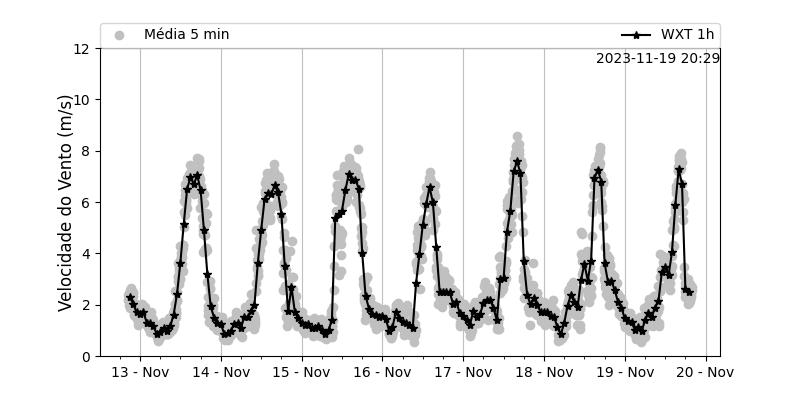 Média 5 min
WXT 1h
2023-11-19 20:29
Velocidade do Vento (m/s)
12
10
8
6
4
2
0
13 - Nov
14 - Nov
15 - Nov
16 - Nov
17 - Nov
18 - Nov
19 - Nov
20 - Nov